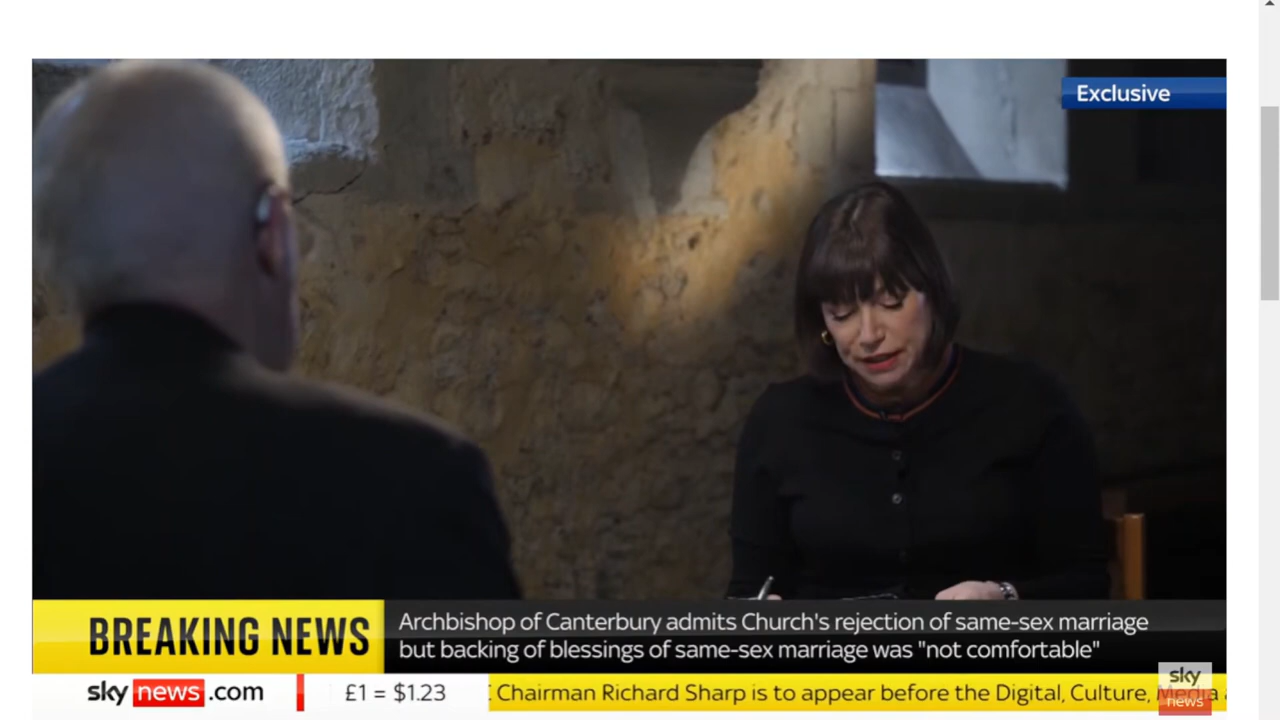 Exclusive
BREAKING NEWS
Archbishop of Canterbury admits Church's rejection of same-sex marriage
but backing of blessings of same-sex marriage was "not comfortable"
sky news .com
£1 = $1.23
Chairman Richard Sharp is to appear before the Digital, Culture, Media
sky
news